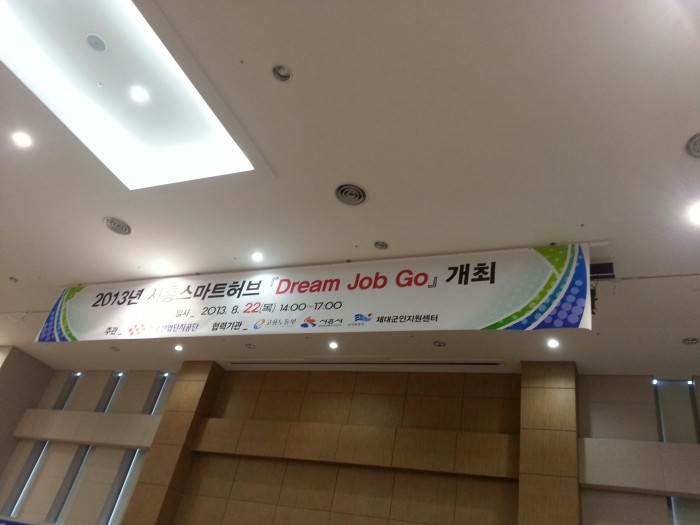 2013년 시흥스마트허브 『Dream Job Go』 개최
일시 _ 2013. 8. 22(목) 14:00~17:00
주관_ 협력기관_ 고용노동부 시흥시 제대군인지원센터